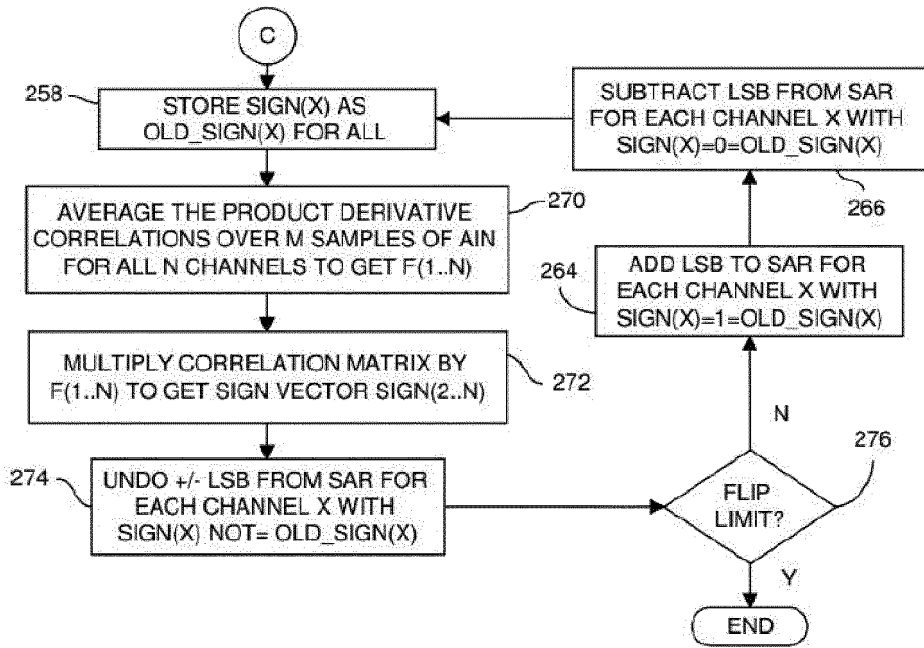 C
258
STORE SIGN(X) AS
OLD_SIGN(X) FOR ALL
SUBTRACT LSB FROM SAR
FOR EACH CHANNEL X WITH
SIGN(X)=0=OLD_SIGN(X)
266
270
AVERAGE THE PRODUCT DERIVATIVE
CORRELATIONS OVER M SAMPLES OF AIN
FOR ALL N CHANNELS TO GET F(1..N)
264
ADD LSB TO SAR FOR
EACH CHANNEL X WITH
SIGN(X)=1=OLD_SIGN(X)
MULTIPLY CORRELATION MATRIX BY
F(1..N) TO GET SIGN VECTOR SIGN(2..N)
272
N
276
274
UNDO +/- LSB FROM SAR FOR
EACH CHANNEL X WITH
SIGN(X) NOT= OLD_SIGN(X)
FLIP
LIMIT?
Y
END